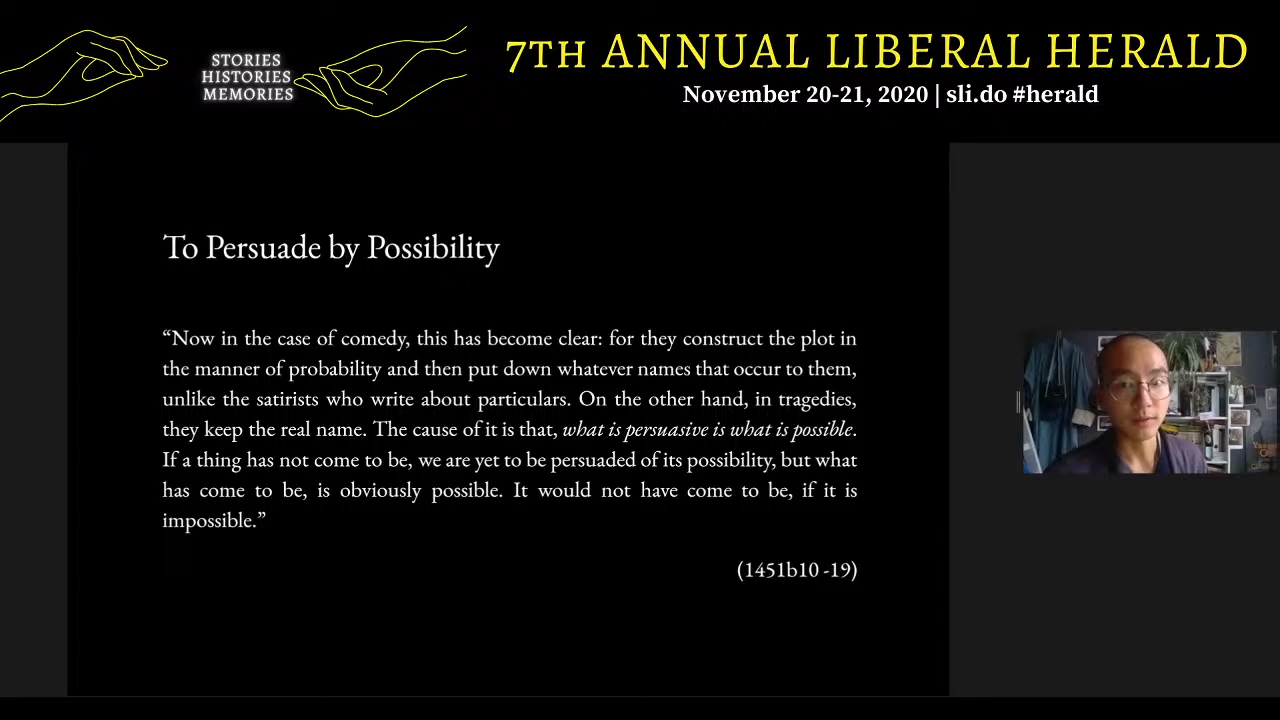 STORIES
HISTORIES
MEMORIES
7TH ANNUAL LIBERAL HERALD
November 20-21, 2020 | sli.do #herald
To Persuade by Possibility
“Now in the case of comedy, this has become clear: for they construct the plot in
the manner of probability and then put down whatever names that occur to them,
unlike the satirists who write about particulars. On the other hand, in tragedies,
they keep the real name. The cause of it is that, what is persuasive is what is possible.
If a thing has not come to be, we are yet to be persuaded of its possibility, but what
has come to be, is obviously possible. It would not have come to be, if it is
impossible.”
(1451b10 -19)